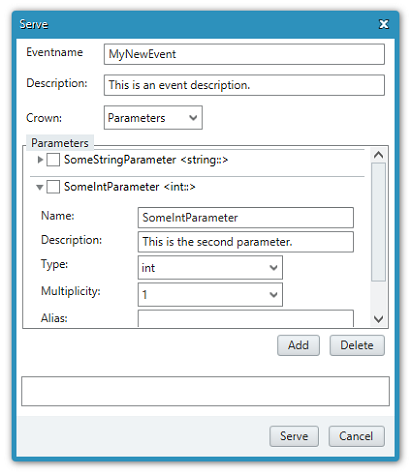 Serve
Eventname MyNewEvent
Description: This is an event description.
Crown: Parameters
Parameters
SomeStringParameter <string::>
SomeIntParameter <int::>
Name: SomeIntParameter
Description: This is the second parameter.
Type: int
Multiplicity: 1
Alias:
Add Delete
Serve Cancel